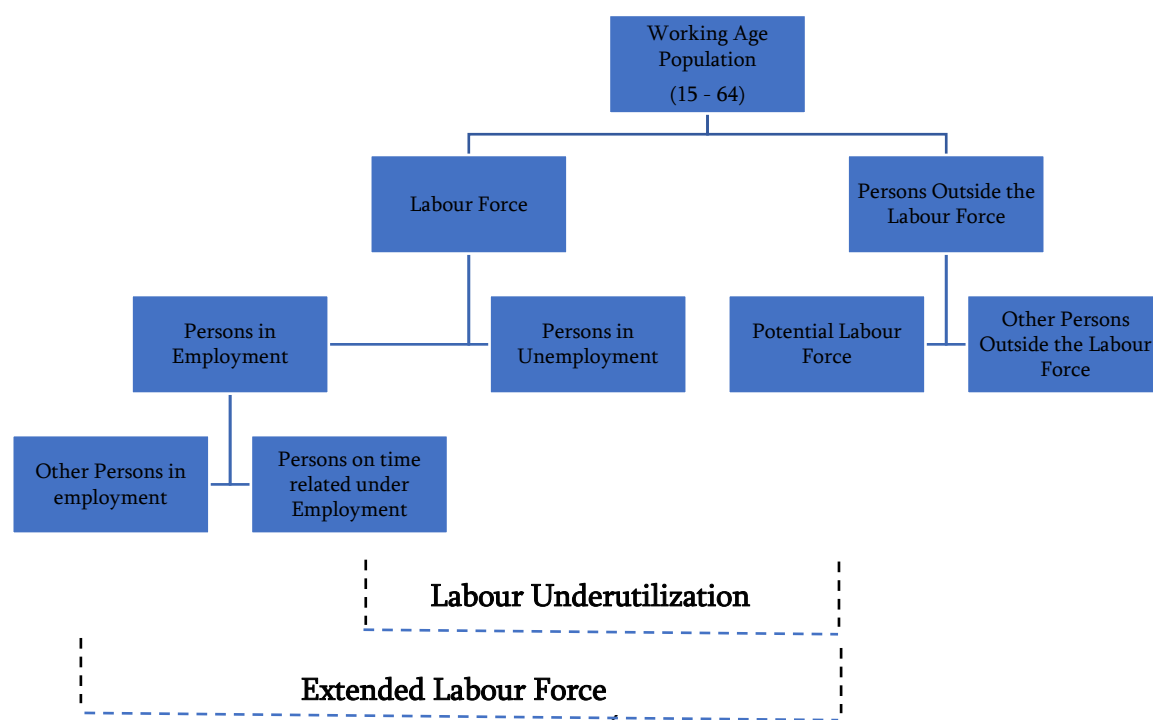 Working Age
Population
(15 - 64)
Labour Force
Persons Outside the
Labour Force
Persons in
Employment
Persons in
Unemployment
Potential Labour
Force
Other Persons
Outside the Labour
Force
Other Persons in
employment
Persons on time
related under
Employment
Labour Underutilization
Extended Labour Force